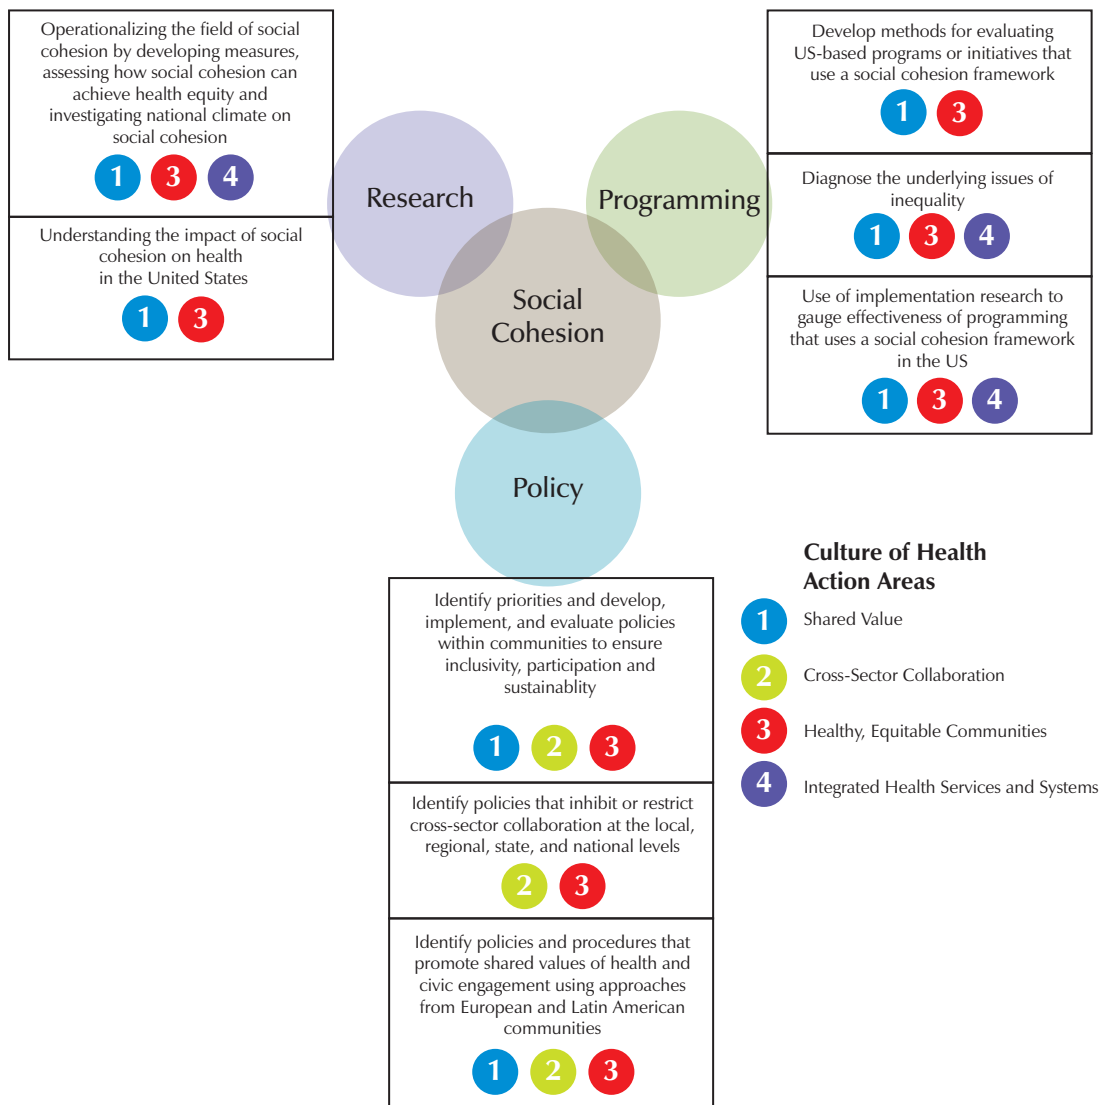 Operationalizing the field of social
cohesion by developing measures,
assessing how social cohesion can
achieve health equity and
investigating national climate on
social cohesion
1 3 4
Understanding the impact of social
cohesion on health
in the United States
1 3
Research
Programming
Social
Cohesion
Policy
Develop methods for evaluating
US-based programs or initiatives that
use a social cohesion framework
1 3
Diagnose the underlying issues of
inequality
1 3 4
Use of implementation research to
gauge effectiveness of programming
that uses a social cohesion framework
in the US
1 3 4
Identify priorities and develop,
implement, and evaluate policies
within communities to ensure
inclusivity, participation and
sustainablity
1 2 3
Identify policies that inhibit or restrict
cross-sector collaboration at the local,
regional, state, and national levels
2 3
Identify policies and procedures that
promote shared values of health and
civic engagement using approaches
from European and Latin American
communities
1 2 3
Culture of Health
Action Areas
1 Shared Value
2 Cross-Sector Collaboration
3 Healthy, Equitable Communities
4 Integrated Health Services and Systems